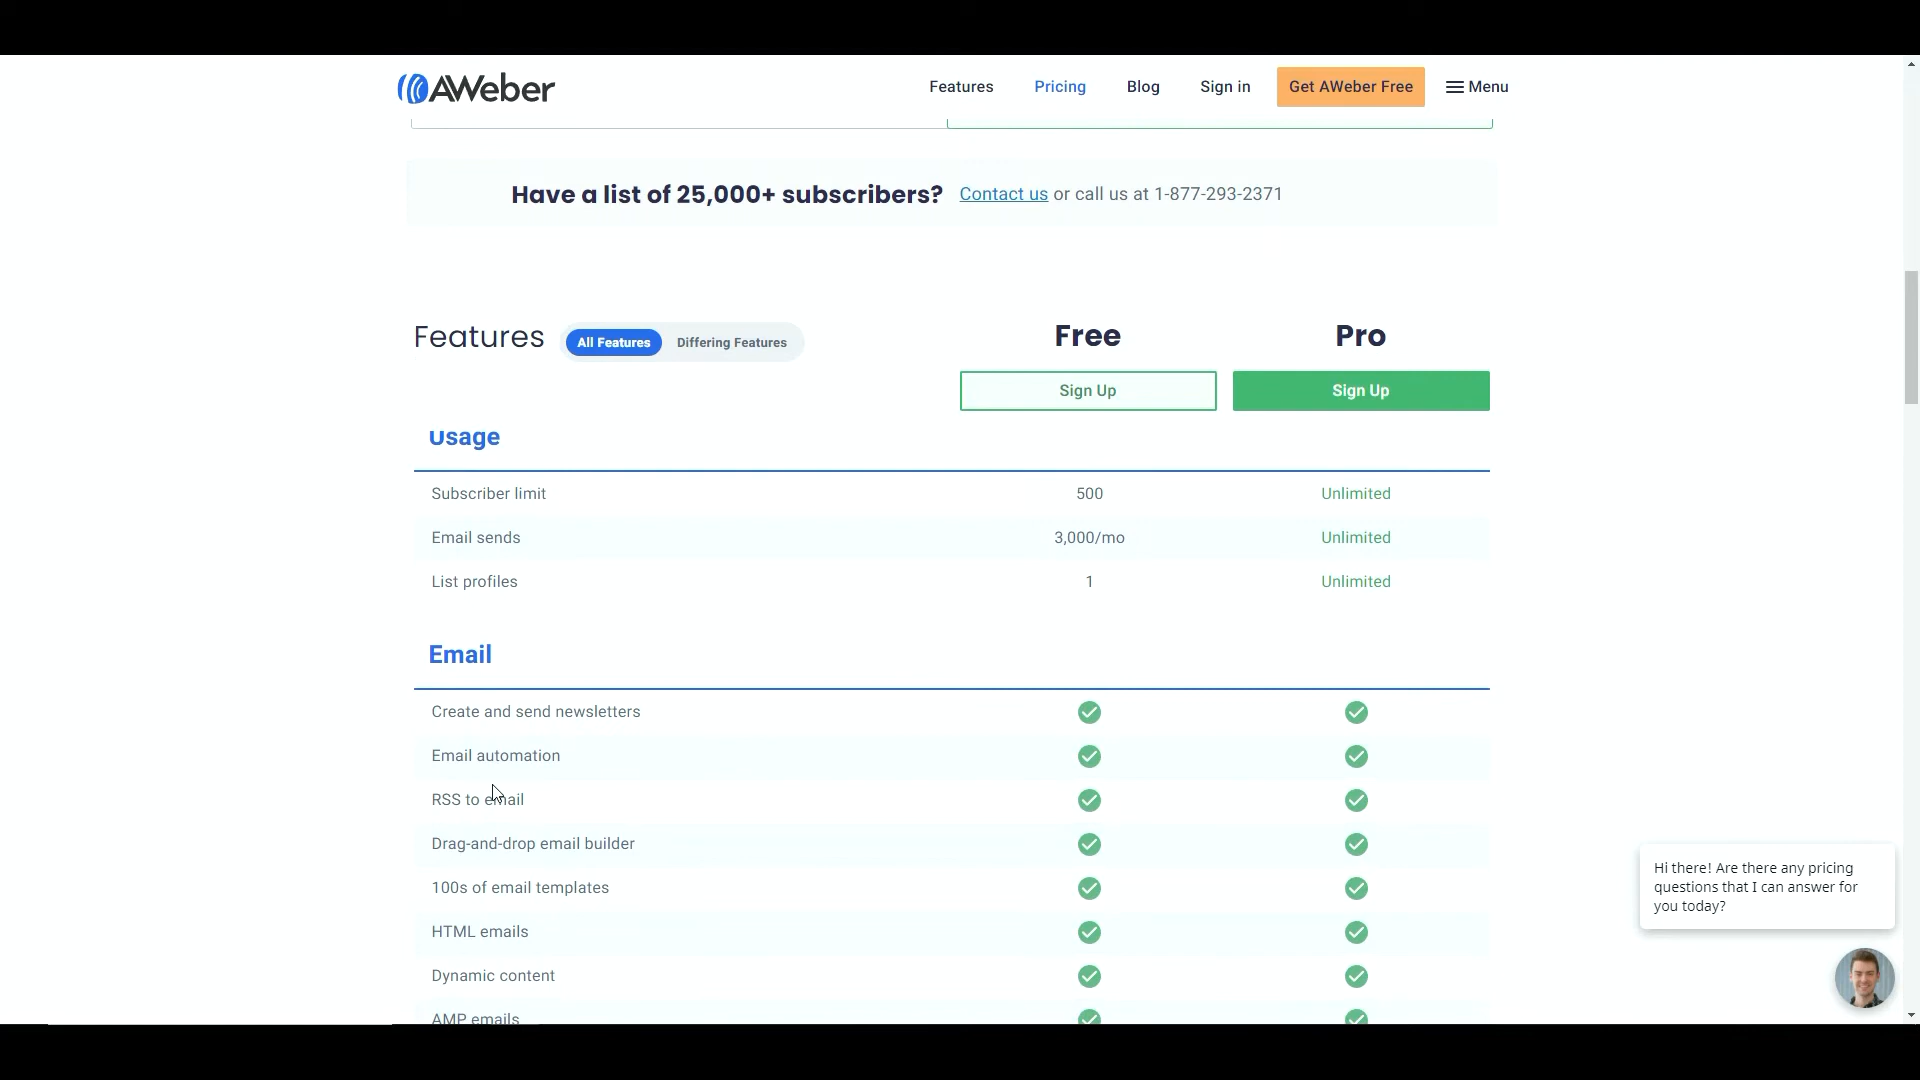 AWeber
Features Pricing Blog Sign in Get AWeber Free Menu
Have a list of 25,000+ subscribers? Contact us or call us at 1-877-293-2371
Features All Features Differing Features Free Pro
Sign Up Sign Up
Usage
Subscriber limit 500 Unlimited
Email sends 3,000/mo Unlimited
List profiles 1 Unlimited
Email
Create and send newsletters
Email automation
RSS to email
Drag-and-drop email builder
100s of email templates
HTML emails
Dynamic content
AMP emails
Hi there! Are there any pricing
questions that I can answer for
you today?